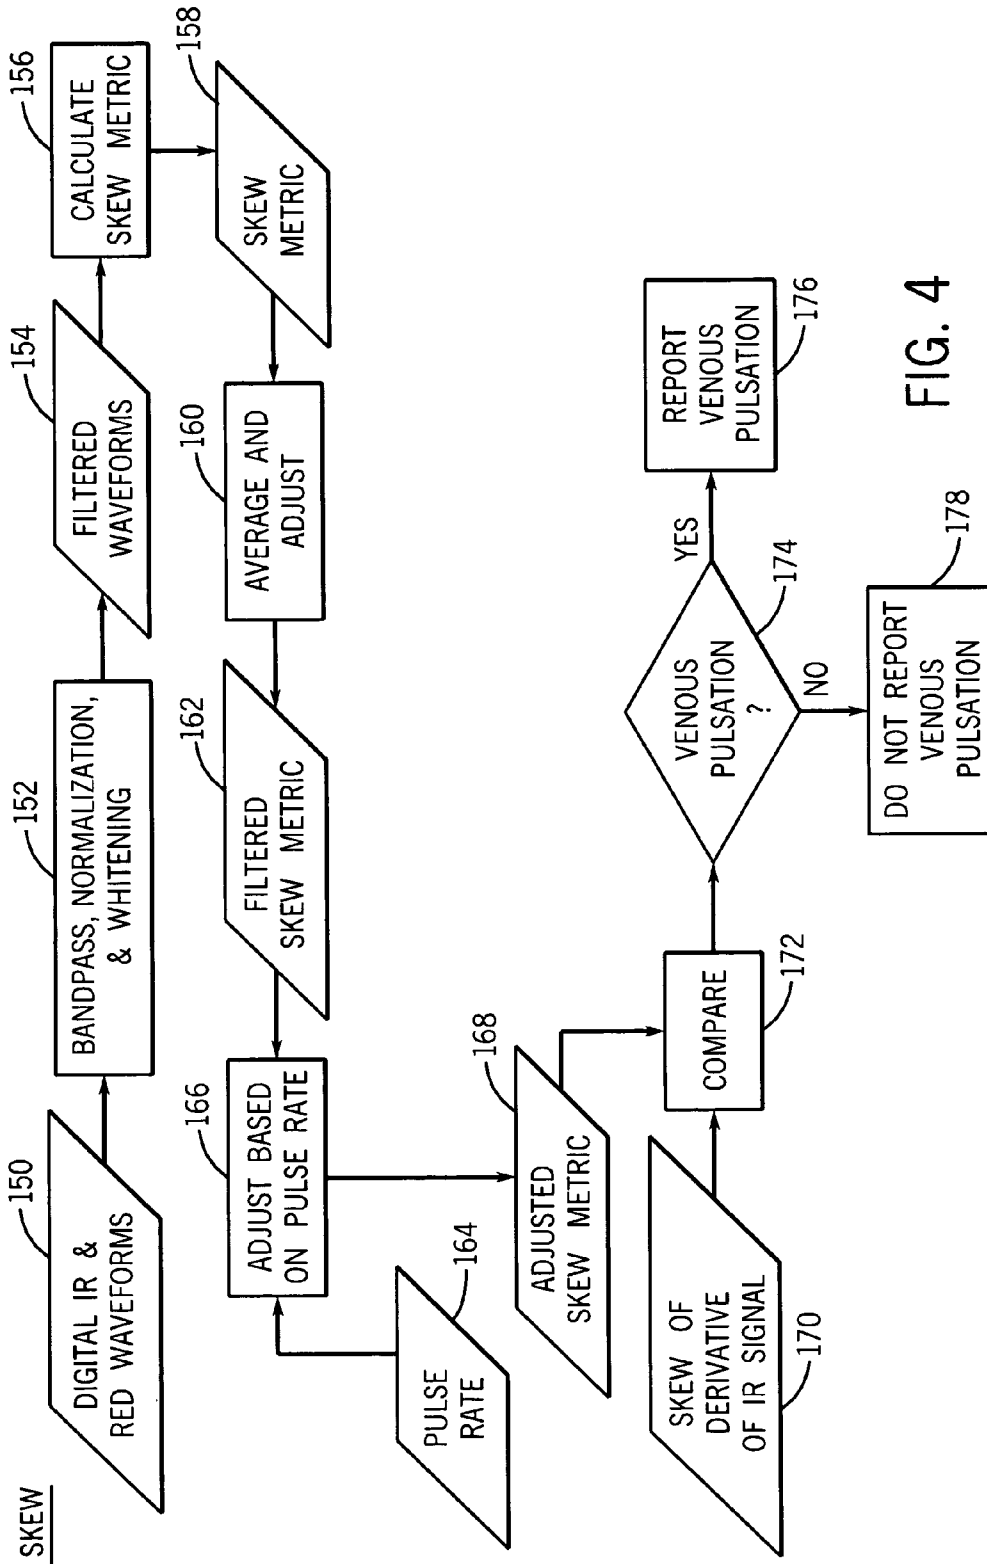 SKEW
150
DIGITAL IR &
RED WAVEFORMS
152
BANDPASS, NORMALIZATION,
& WHITENING
154
FILTERED
WAVEFORMS
156
CALCULATE
SKEW METRIC
158
SKEW
METRIC
160
AVERAGE AND
ADJUST
162
FILTERED
SKEW METRIC
166
ADJUST BASED
ON PULSE RATE
164
PULSE
RATE
168
ADJUSTED
SKEW METRIC
SKEW OF
DERIVATIVE
OF IR SIGNAL
170
COMPARE
172
VENOUS
PULSATION
?
174
YES
REPORT
VENOUS
PULSATION
176
NO
DO NOT REPORT
VENOUS
PULSATION
178
FIG. 4